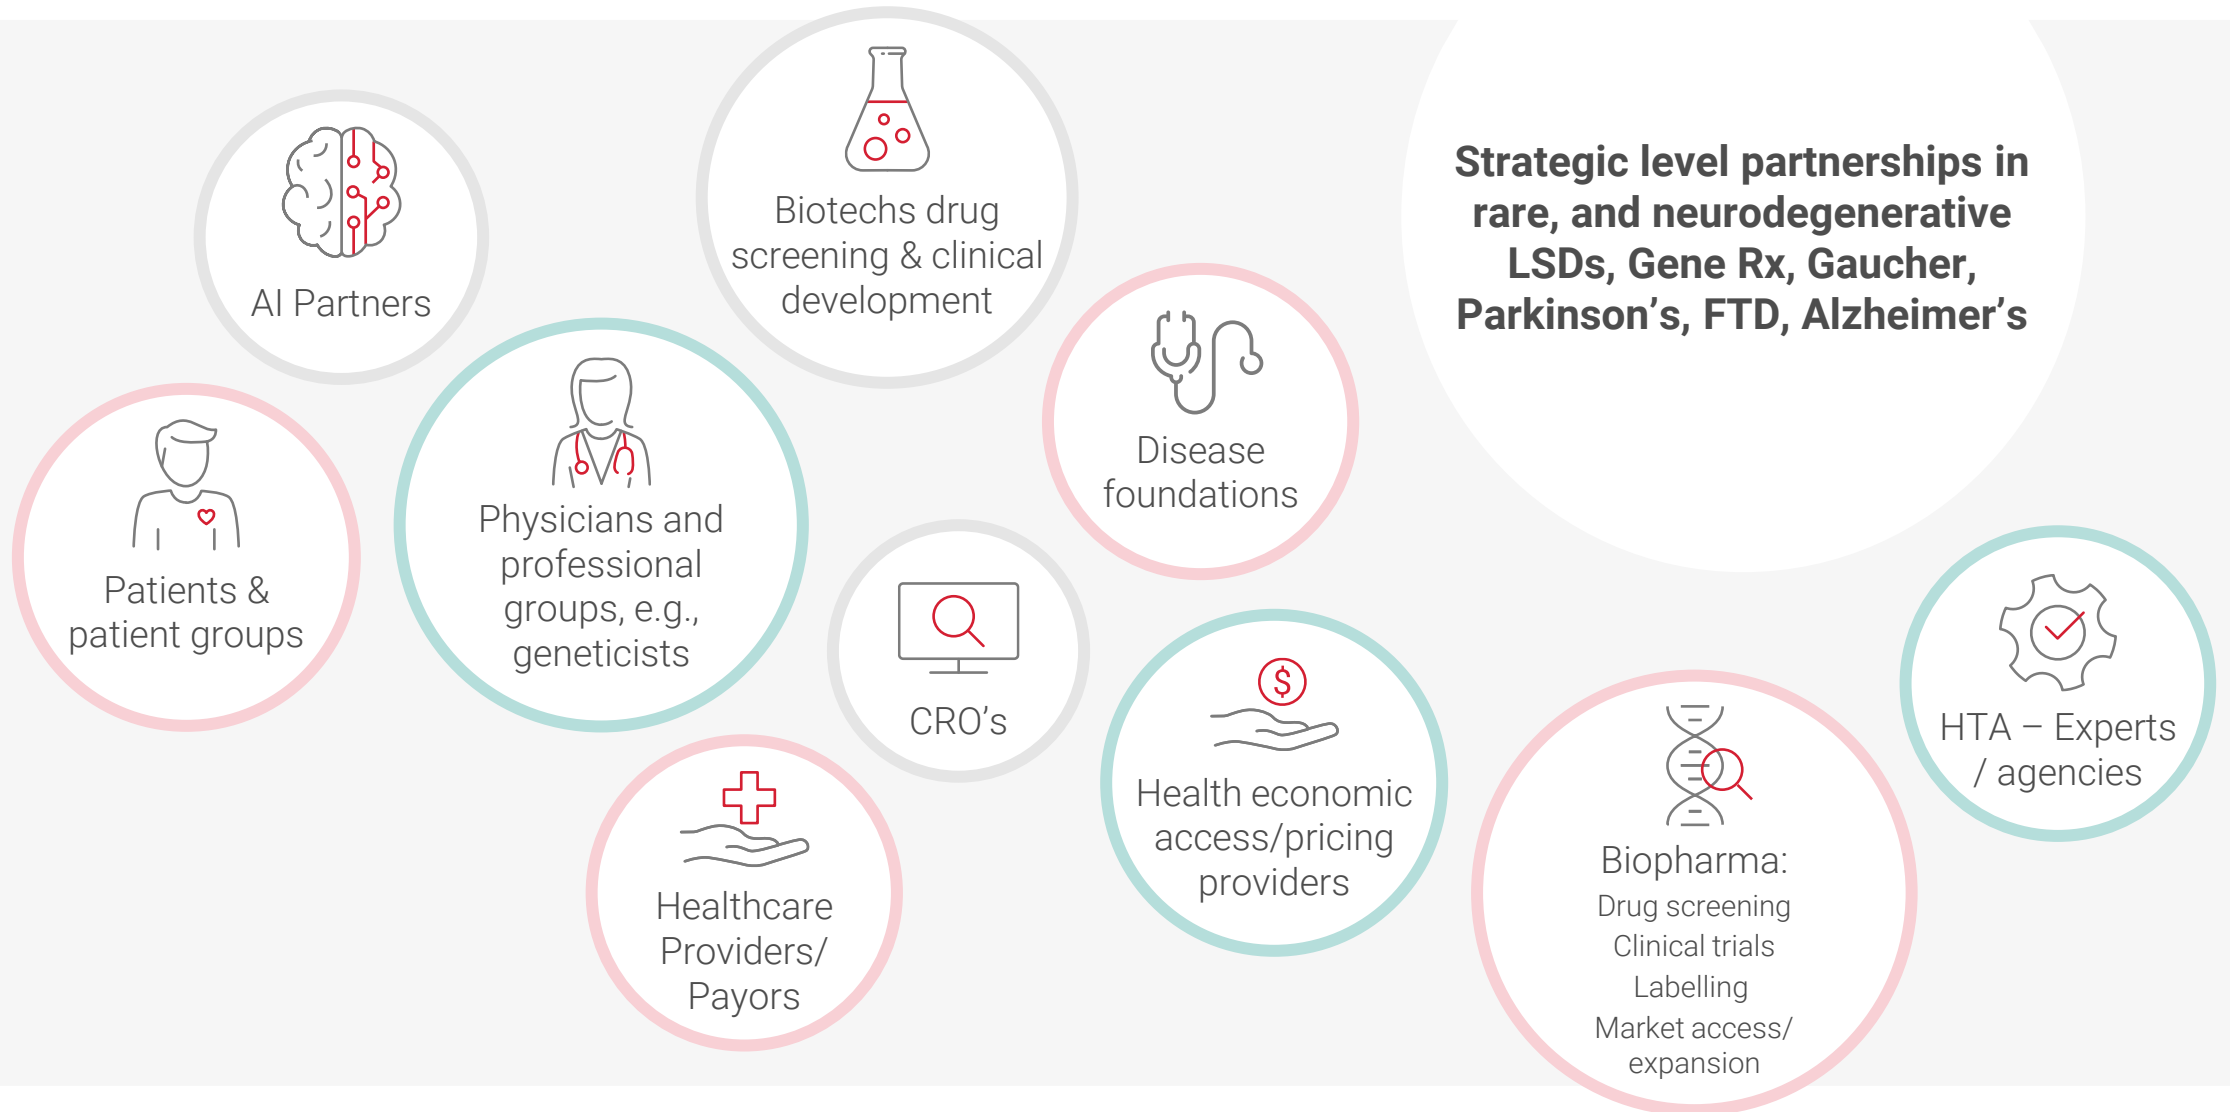 AI Partners
Biotechs drug
screening & clinical
development
Strategic level partnerships in
rare, and neurodegenerative
LSDs, Gene Rx, Gaucher,
Parkinson’s, FTD, Alzheimer’s
Patients &
patient groups
Physicians and
professional
groups, e.g.,
geneticists
Disease
foundations
CRO’s
Healthcare
Providers/
Payors
$
Health economic
access/pricing
providers
Biopharma:
Drug screening
Clinical trials
Labelling
Market access/
expansion
HTA – Experts
/ agencies